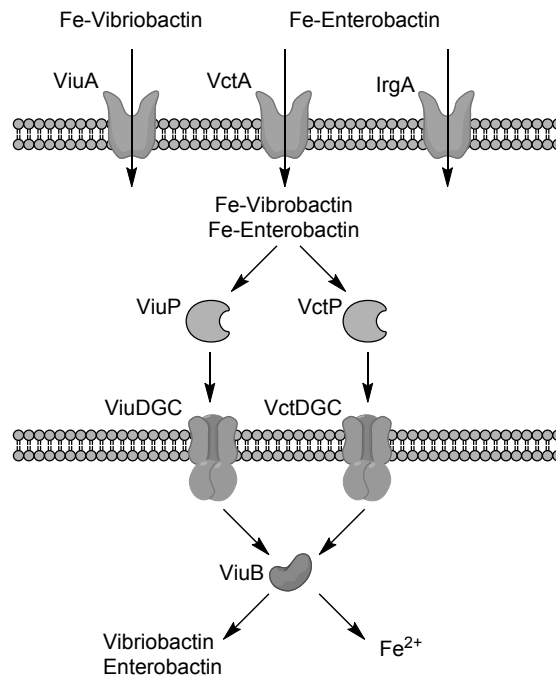 Fe-Vibriobactin
Fe-Enterobactin
ViuA
VctA
IrgA
Fe-Vibrobactin
Fe-Enterobactin
ViuP
VctP
ViuDGC
VctDGC
ViuB
Vibriobactin
Enterobactin
Fe²⁺